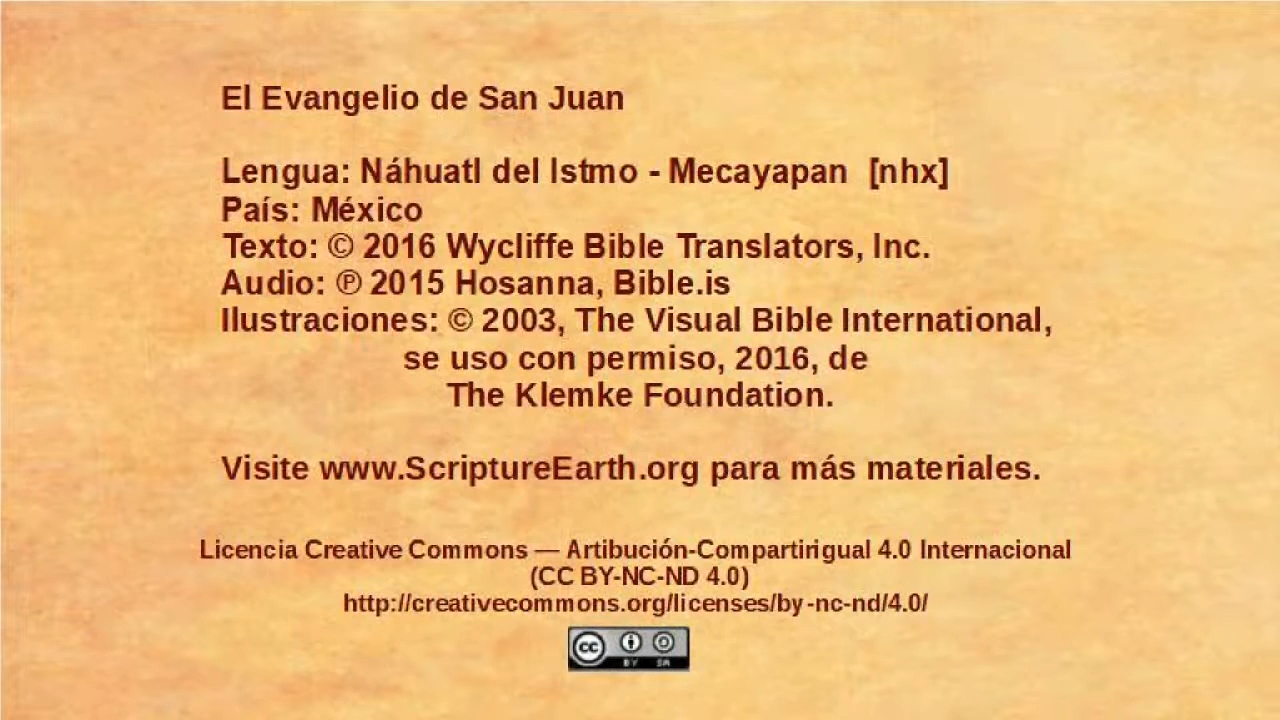 El Evangelio de San Juan
Lengua: Náhuatl del Istmo - Mecayapan [nhx]
País: México
Texto: © 2016 Wycliffe Bible Translators, Inc.
Audio: ℗ 2015 Hosanna, Bible.is
Ilustraciones: © 2003, The Visual Bible International,
se uso con permiso, 2016, de
The Klemke Foundation.
Visite www.ScriptureEarth.org para más materiales.
Licencia Creative Commons — Artibución-Compartirigual 4.0 Internacional
(CC BY-NC-ND 4.0)
http://creativecommons.org/licenses/by-nc-nd/4.0/
cc BY SA